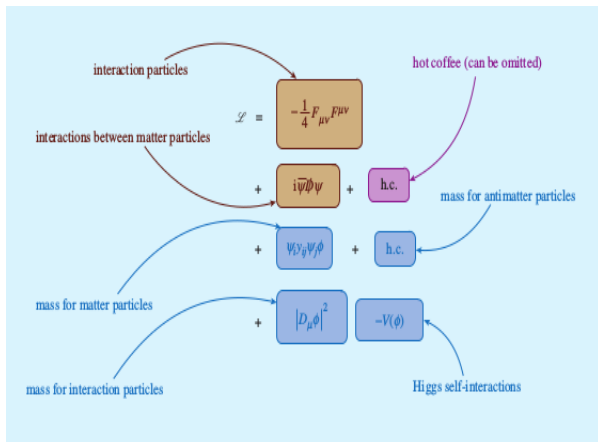 hot coffee (can be omitted)
interaction particles
ℒ = −¼ F_μν F^μν
interactions between matter particles
+ iψ̄D̸ψ + h.c.
mass for antimatter particles
+ ψ_i y_ij ψ_j ϕ + h.c.
mass for matter particles
+ |D_μ ϕ|² −V(ϕ)
mass for interaction particles
Higgs self-interactions